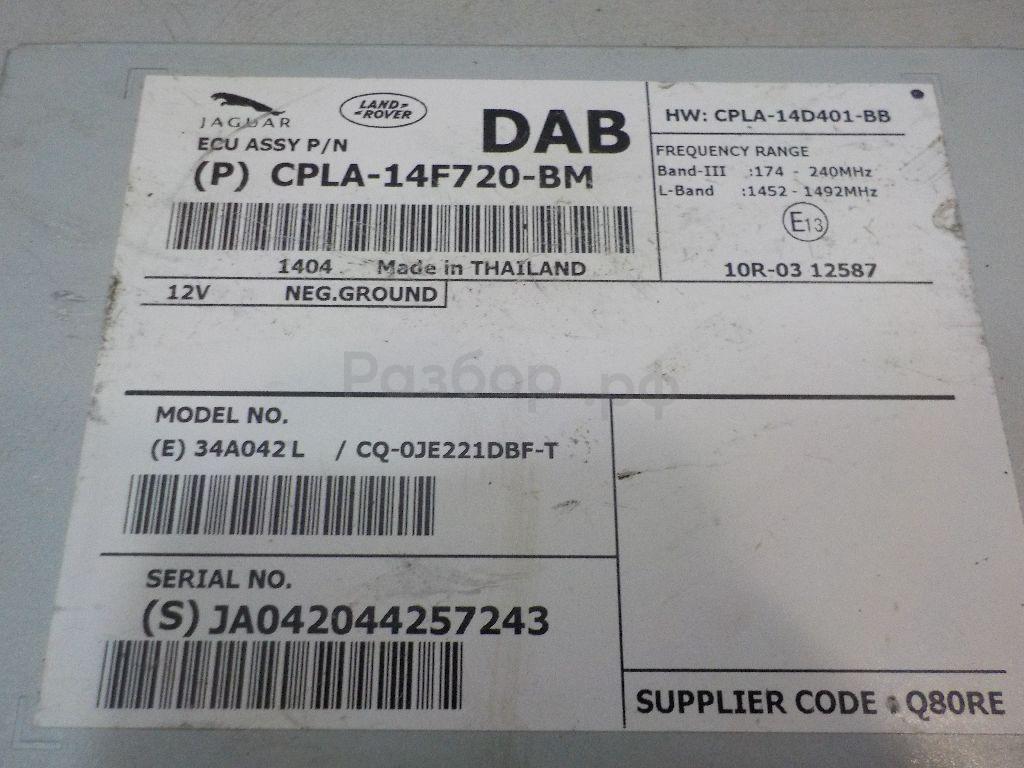 JAGUAR
LAND-
-ROVER
DAB
ECU ASSY P/N
(P) CPLA-14F720-BM
1404 Made in THAILAND
HW: CPLA-14D401-BB
FREQUENCY RANGE
Band-III :174 - 240MHz
L-Band :1452 - 1492MHz
E13
10R-03 12587
12V NEG.GROUND
Разбор.рф
MODEL NO.
(E) 34A042L / CQ-0JE221DBF-T
SERIAL NO.
(S) JA042044257243
SUPPLIER CODE : Q80RE